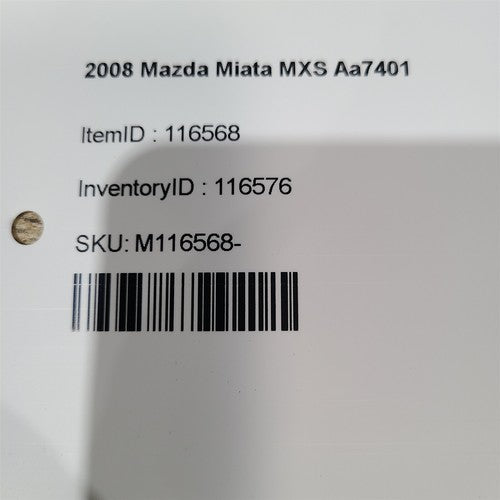 2008 Mazda Miata MXS Aa7401
ItemID : 116568
InventoryID : 116576
SKU: M116568-